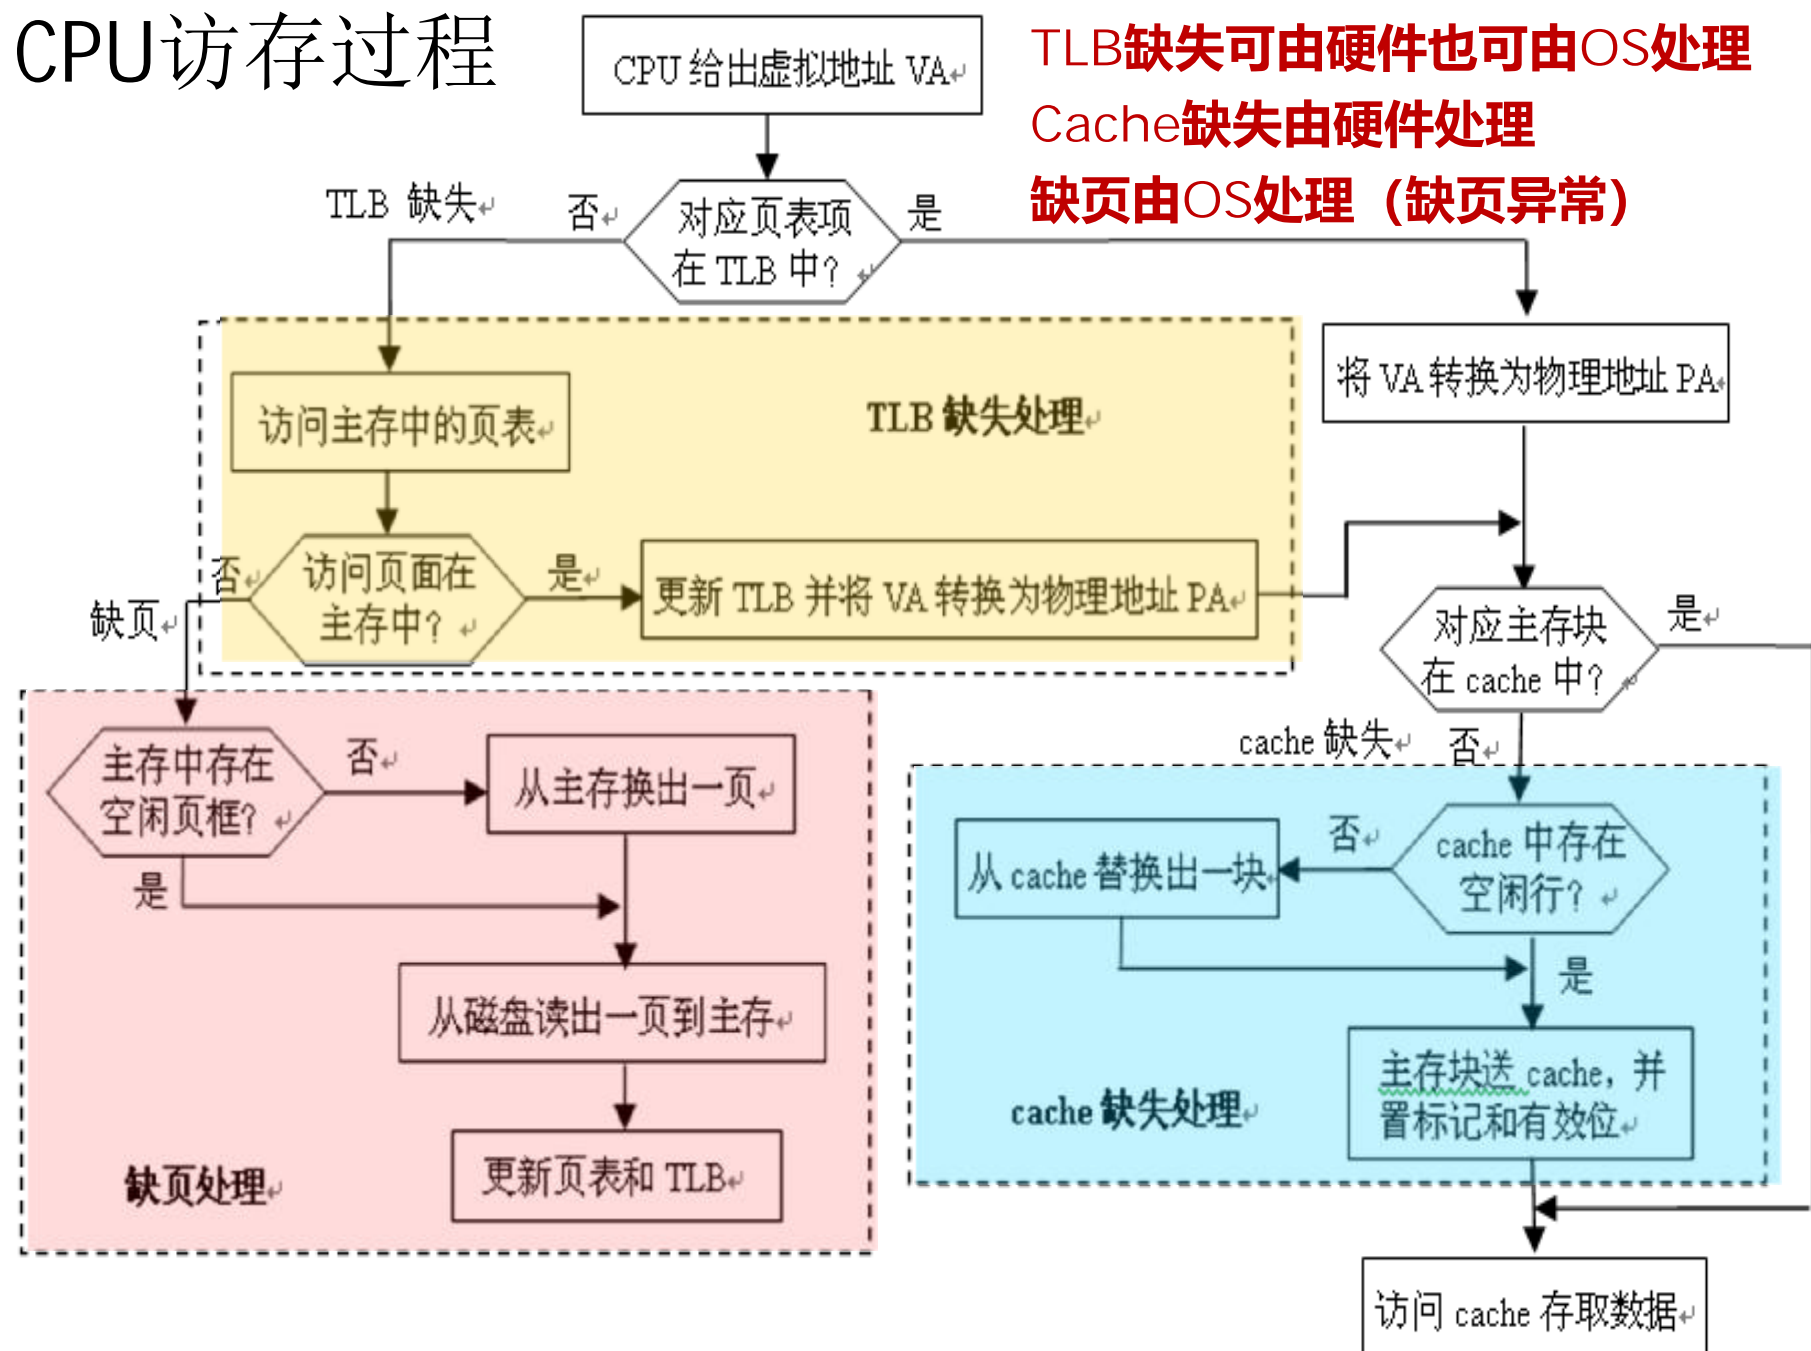 CPU访存过程
CPU 给出虚拟地址 VA
TLB缺失可由硬件也可由OS处理
Cache缺失由硬件处理
缺页由OS处理（缺页异常）
TLB 缺失
否
对应页表项
在 TLB 中？
是
访问主存中的页表
TLB 缺失处理
将 VA 转换为物理地址 PA
否
访问页面在
主存中？
是
更新 TLB 并将 VA 转换为物理地址 PA
缺页
对应主存块
在 cache 中？
是
cache 缺失
否
主存中存在
空闲页框？
否
从主存换出一页
是
从 cache 替换出一块
否
cache 中存在
空闲行？
是
从磁盘读出一页到主存
主存块送 cache，并
置标记和有效位
cache 缺失处理
更新页表和 TLB
缺页处理
访问 cache 存取数据